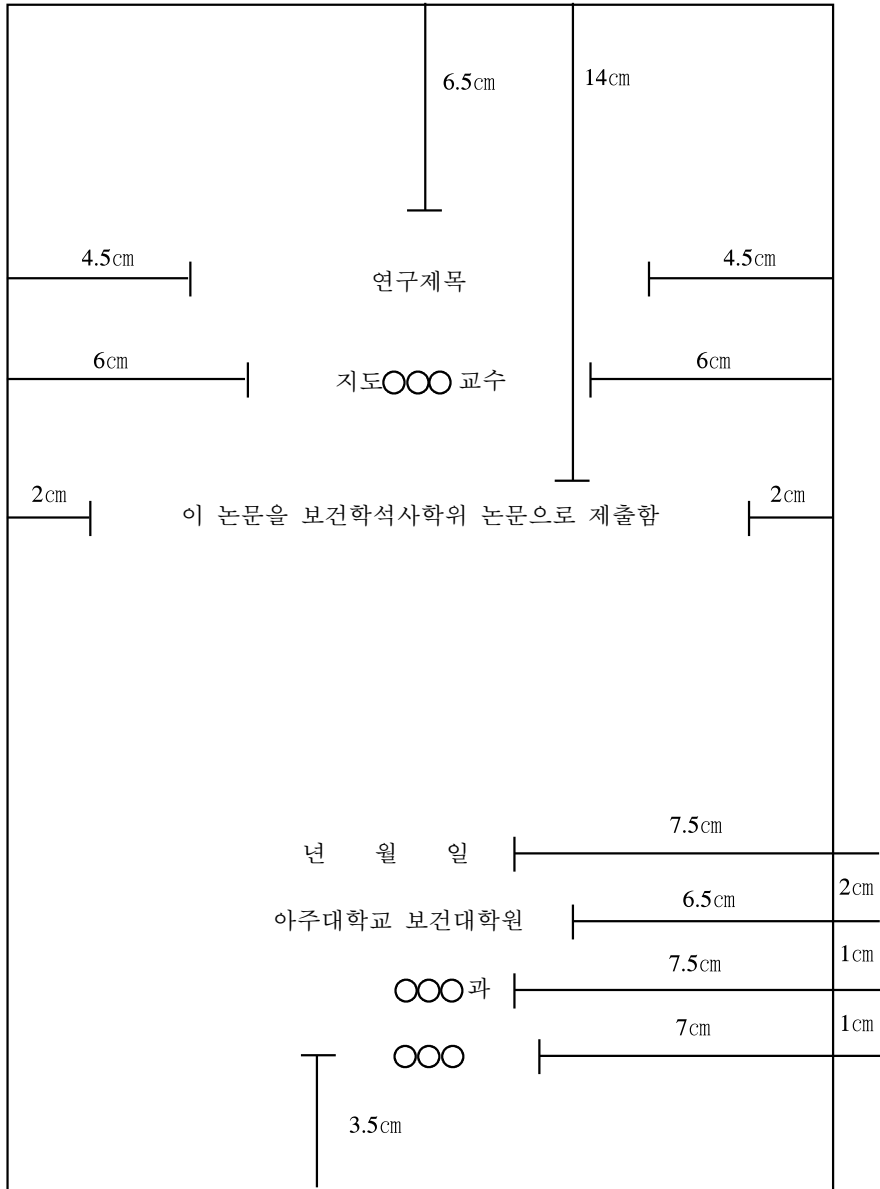 6.5㎝ 14㎝
4.5㎝ 4.5㎝
연구제목
6㎝ 6㎝
지도○○○ 교수
2㎝ 2㎝
이 논문을 보건학석사학위 논문으로 제출함
7.5㎝
년 월 일
2㎝
6.5㎝
아주대학교 보건대학원
1㎝
7.5㎝
○○○과
1㎝
7㎝
○○○
3.5㎝